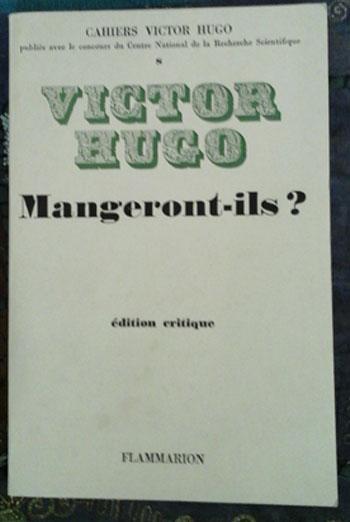 CAHIERS VICTOR HUGO
publiés avec le concours du Centre National de la Recherche Scientifique
8
VICTOR
HUGO
Mangeront-ils ?
édition critique
FLAMMARION